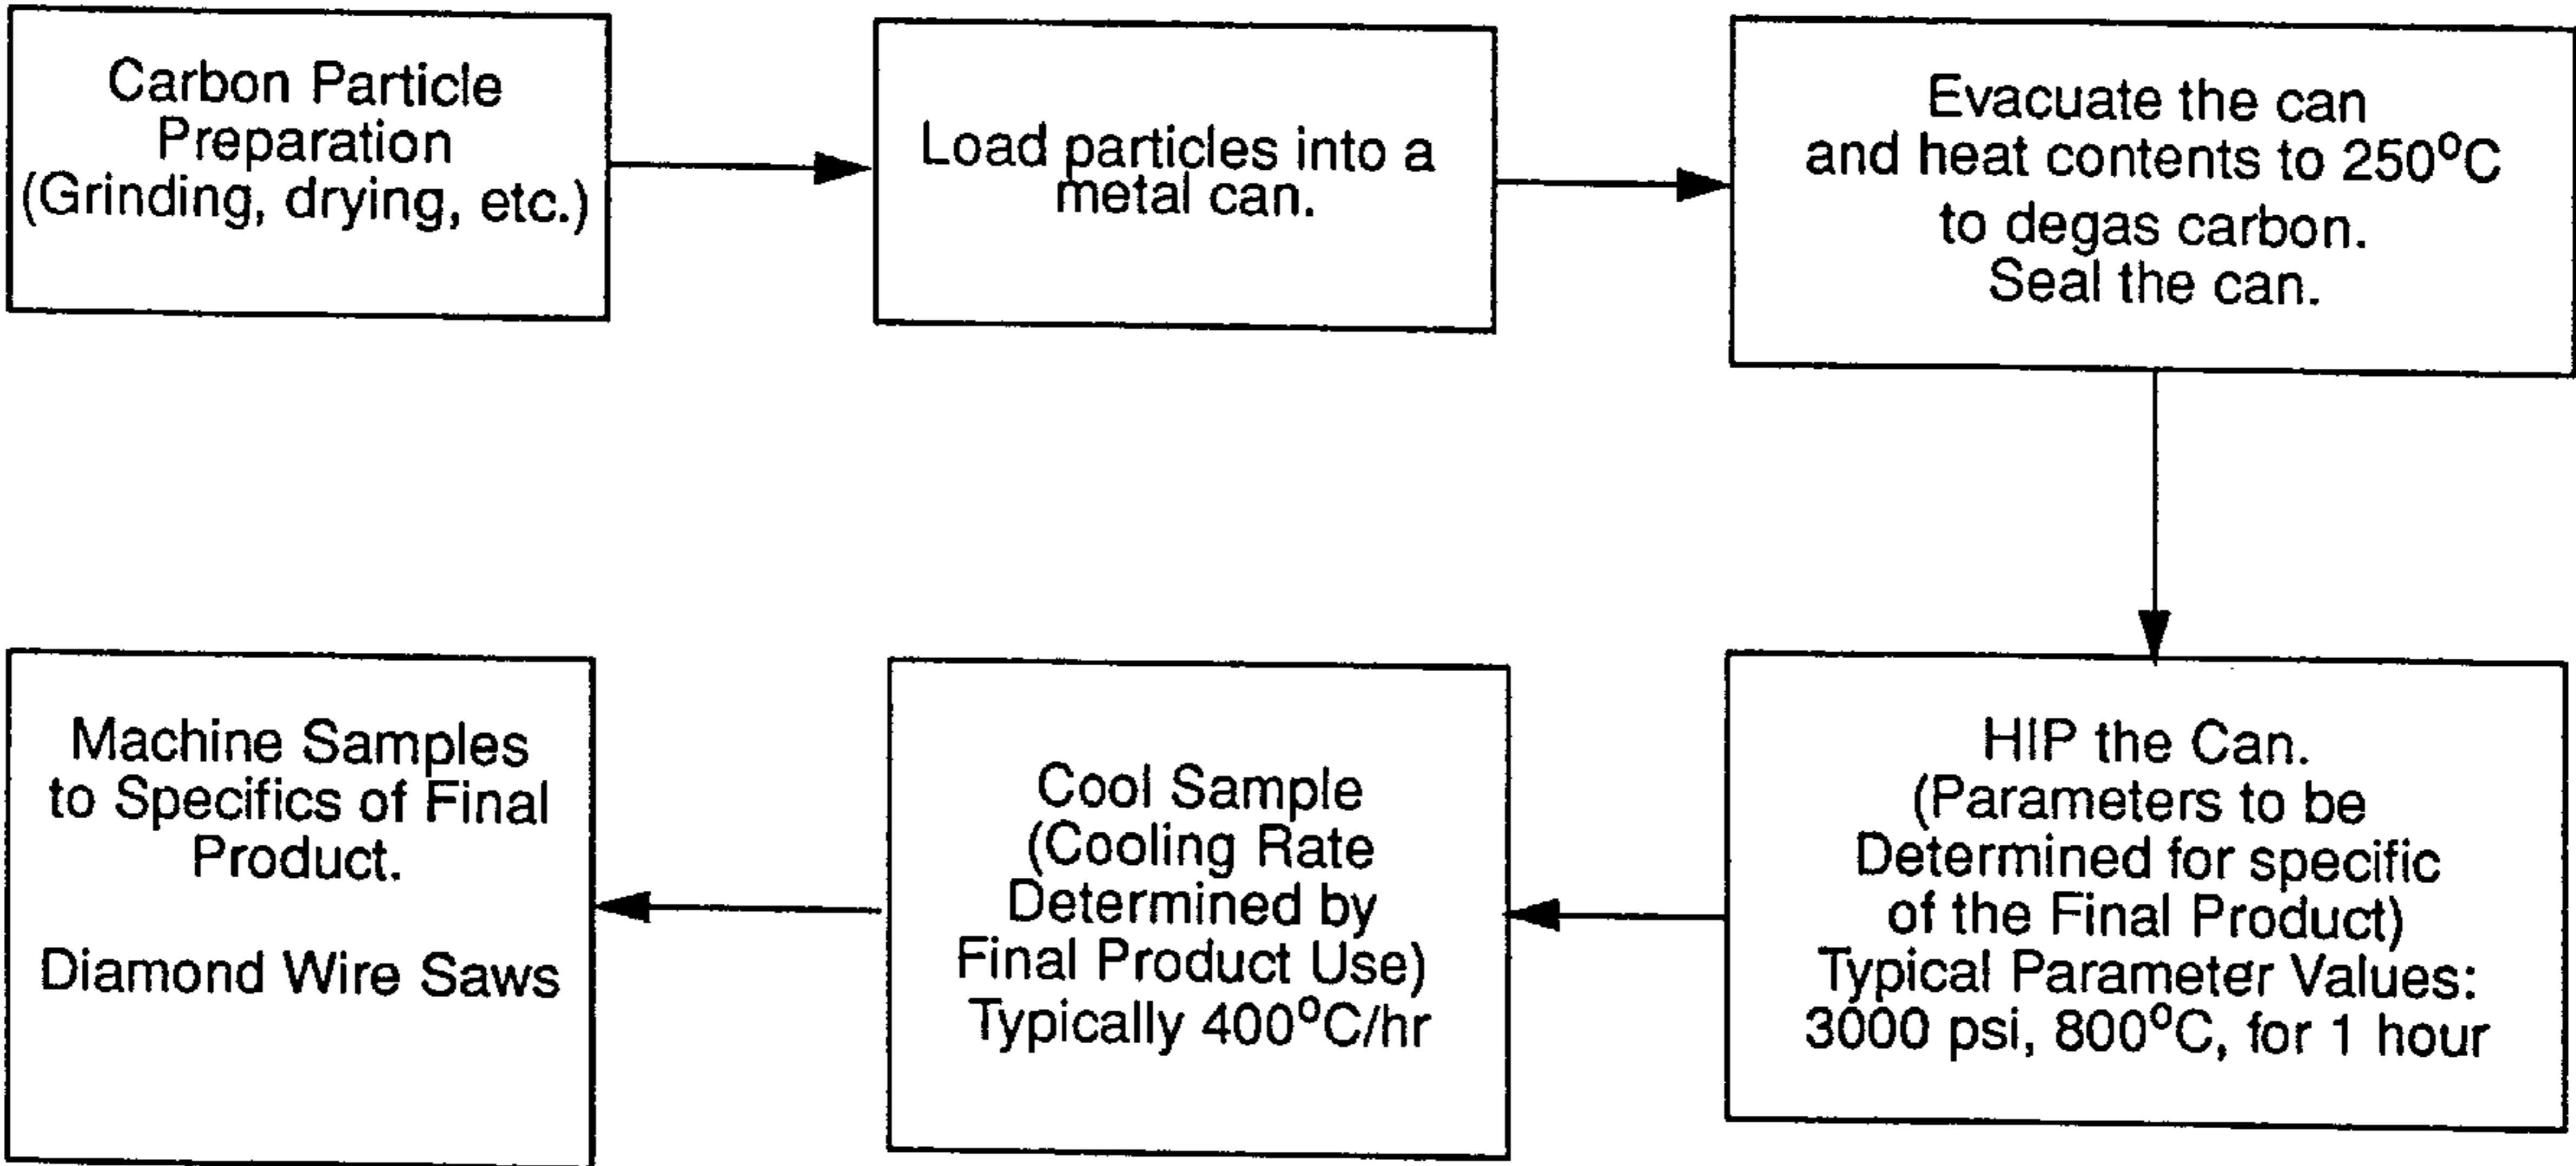 Carbon Particle
Preparation
(Grinding, drying, etc.)
Load particles into a
metal can.
Evacuate the can
and heat contents to 250ºC
to degas carbon.
Seal the can.
HIP the Can.
(Parameters to be
Determined for specific
of the Final Product)
Typical Parameter Values:
3000 psi, 800ºC, for 1 hour
Cool Sample
(Cooling Rate
Determined by
Final Product Use)
Typically 400ºC/hr
Machine Samples
to Specifics of Final
Product.
Diamond Wire Saws